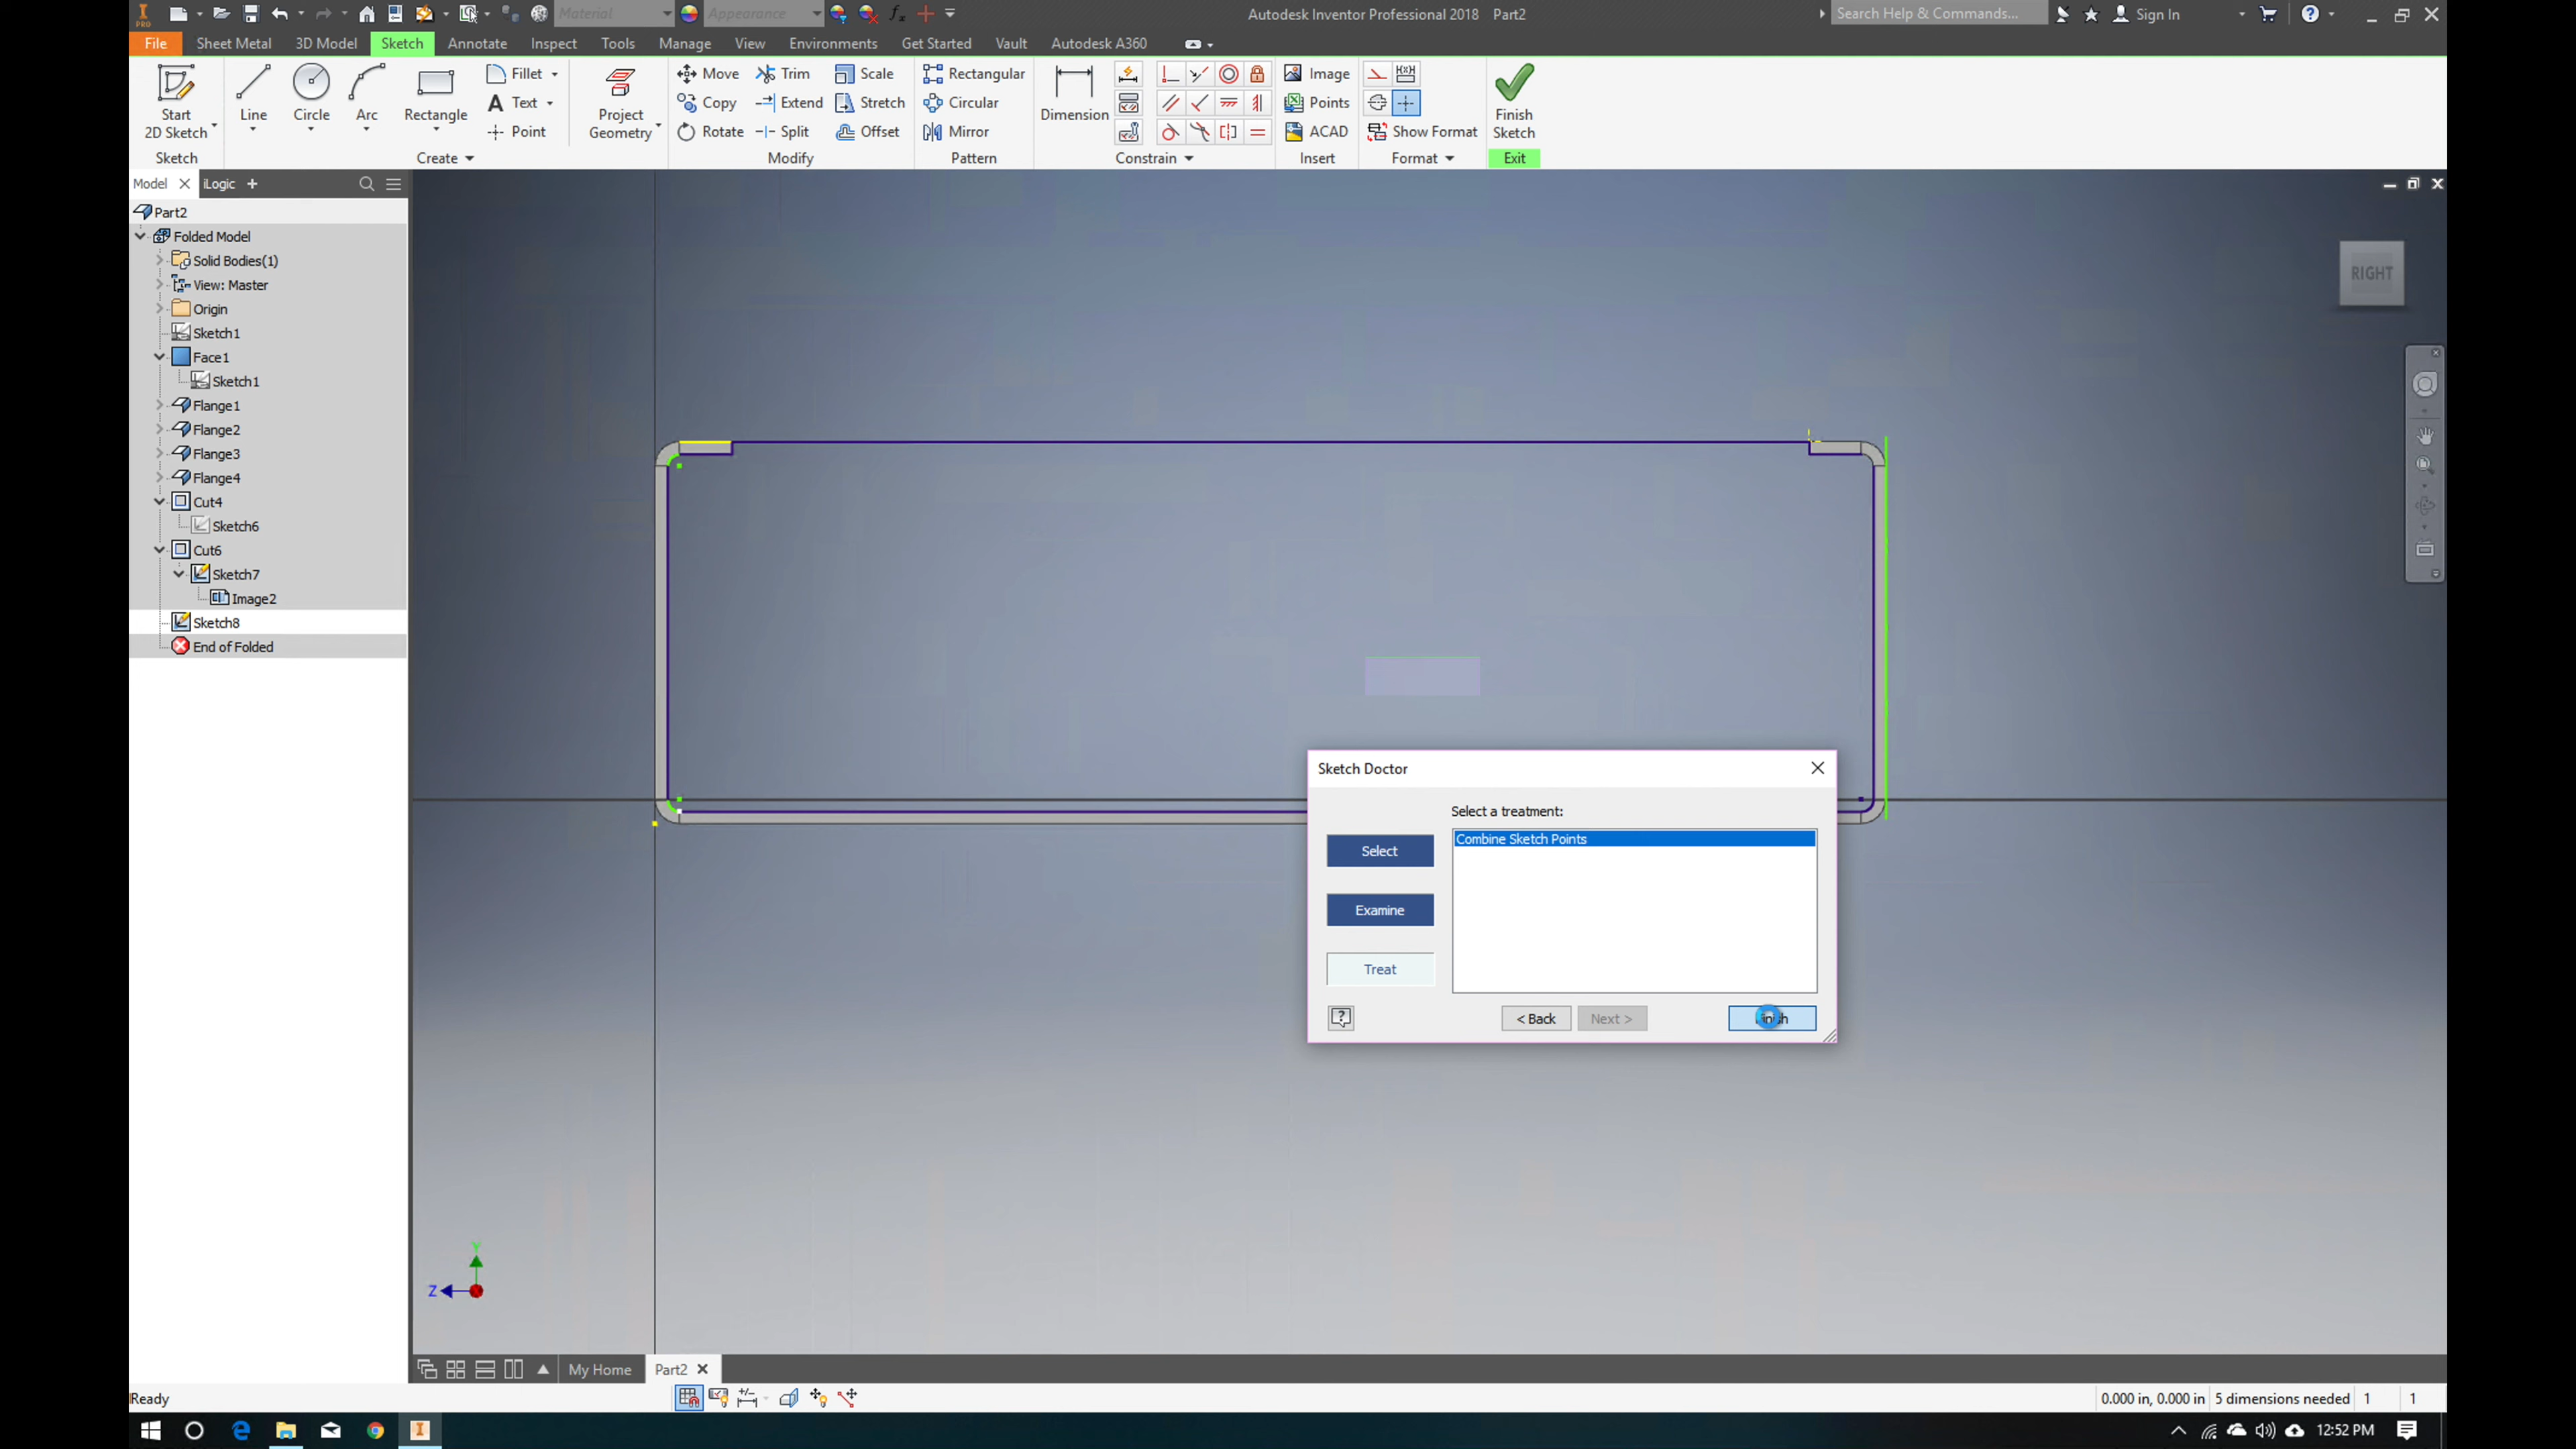 PRO
Material
Appearance
fx
Autodesk Inventor Professional 2018 Part2
Search Help & Commands...
Sign In
File Sheet Metal 3D Model Sketch Annotate Inspect Tools Manage View Environments Get Started Vault Autodesk A360
Start
2D Sketch
Line
Circle
Arc
Rectangle
Fillet
Text
Point
Project
Geometry
Move
Copy
Rotate
Trim
Extend
Split
Scale
Stretch
Offset
Rectangular
Circular
Mirror
Dimension
Image
Points
ACAD
Show Format
Finish
Sketch
Sketch
Create
Modify
Pattern
Constrain
Insert
Format
Exit
Model iLogic +
Part2
Folded Model
Solid Bodies(1)
View: Master
Origin
Sketch1
Face1
Sketch1
Flange1
Flange2
Flange3
Flange4
Cut4
Sketch6
Cut6
Sketch7
Image2
Sketch8
End of Folded
RIGHT
Sketch Doctor
Select a treatment:
Combine Sketch Points
Select
Examine
Treat
< Back
Next >
Y
Z
My Home
Part2
Ready
0.000 in, 0.000 in 5 dimensions needed 1 1
12:52 PM